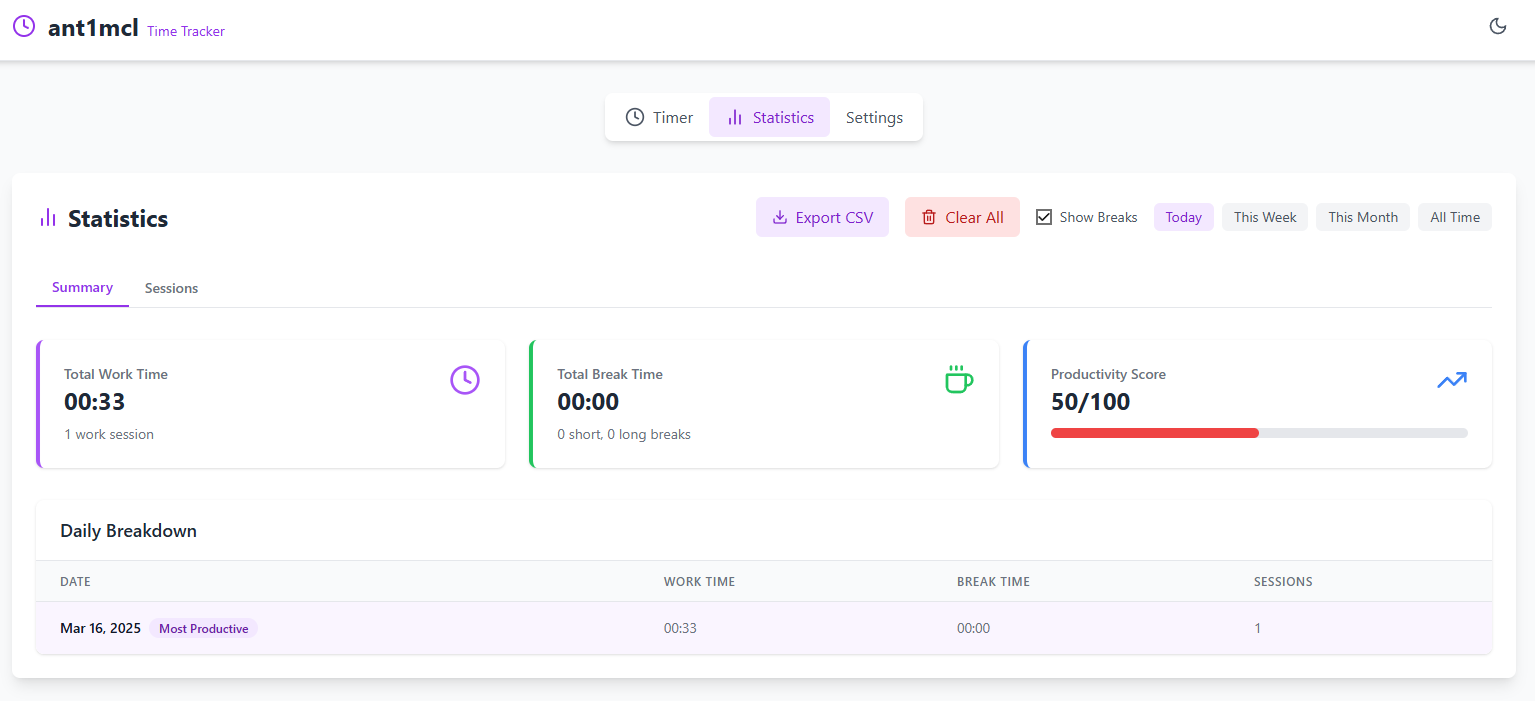 ant1mcl Time Tracker
Timer Statistics Settings
Statistics Export CSV Clear All Show Breaks Today This Week This Month All Time
Summary Sessions
Total Work Time
00:33
1 work session
Total Break Time
00:00
0 short, 0 long breaks
Productivity Score
50/100
Daily Breakdown
DATE WORK TIME BREAK TIME SESSIONS
Mar 16, 2025 Most Productive 00:33 00:00 1